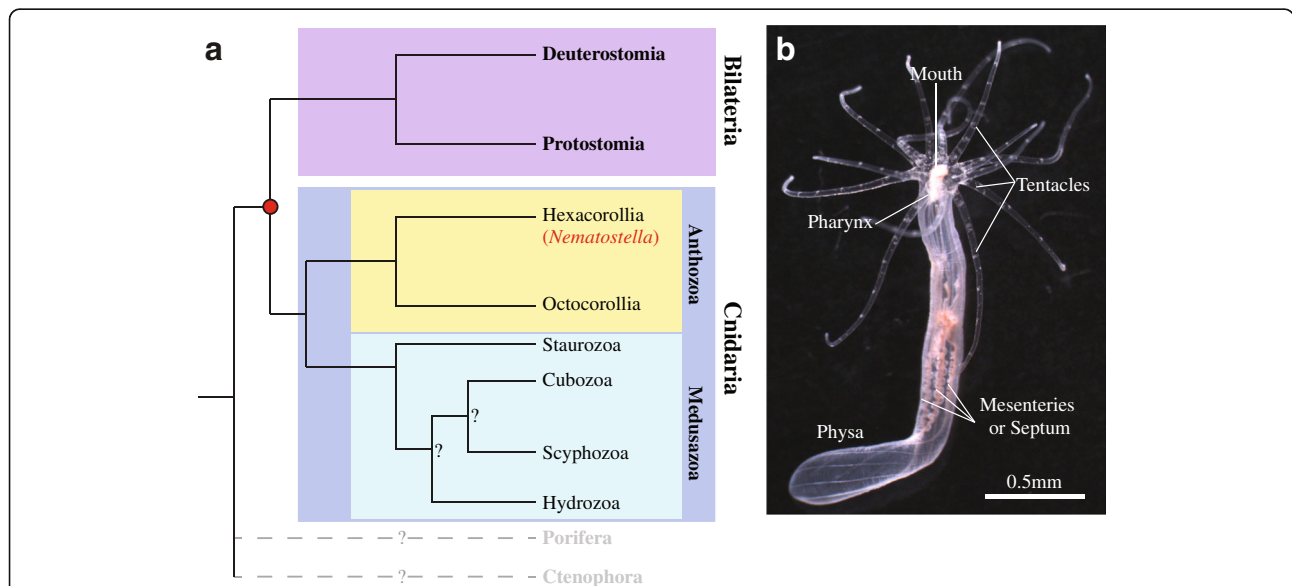 a
Deuterostomia
Protostomia
Bilateria
Hexacorollia
(Nematostella)
Octocorollia
Anthozoa
Staurozoa
Cubozoa
?
?
Scyphozoa
Hydrozoa
Medusazoa
Cnidaria
? Porifera
? Ctenophora
b
Mouth
Tentacles
Pharynx
Mesenteries
or Septum
Physa
0.5mm